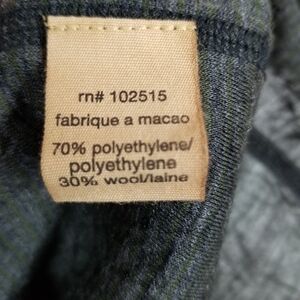 rn# 102515
fabrique a macao
70% polyethylene/
polyethylene
30% wool/laine